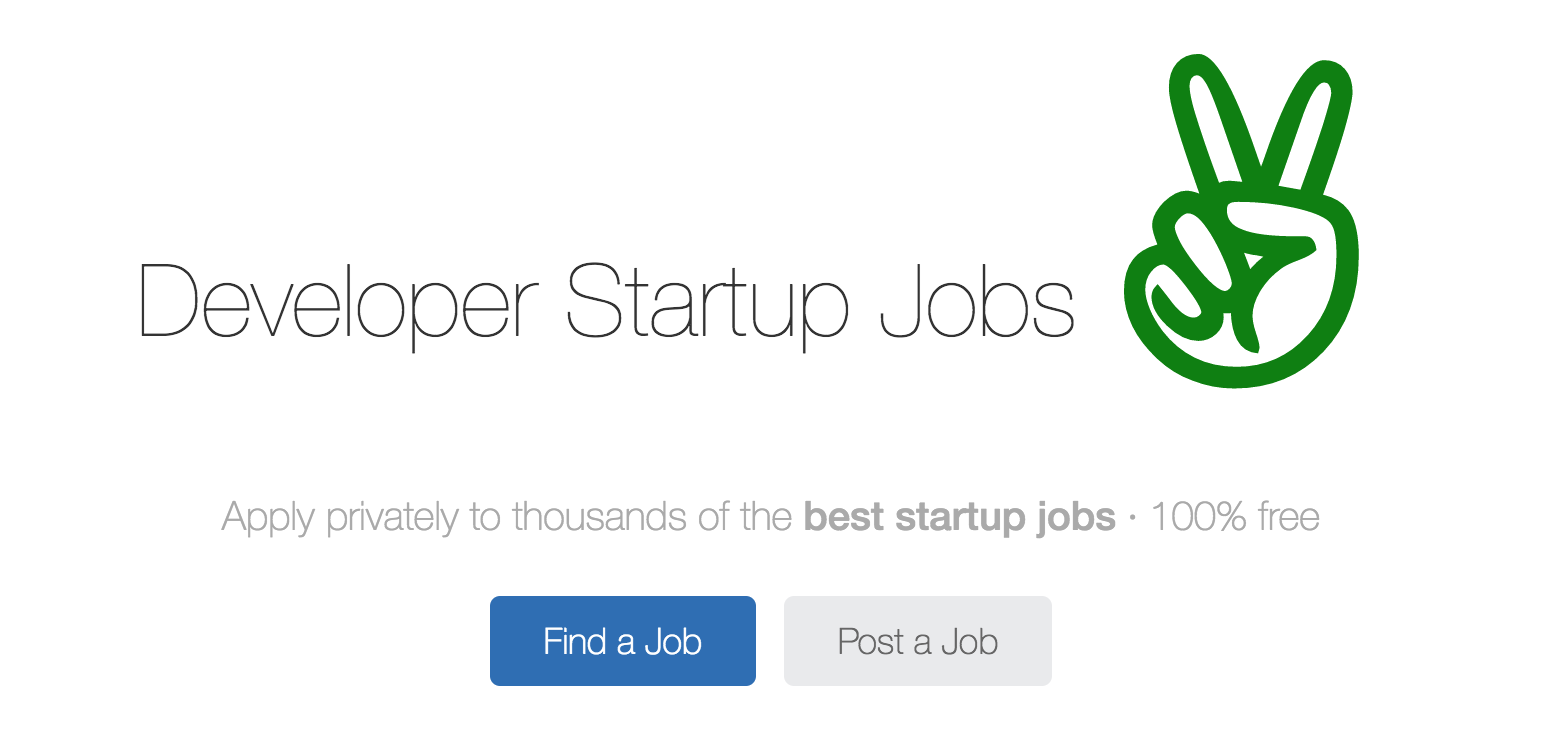 Developer Startup Jobs
Apply privately to thousands of the best startup jobs · 100% free
Find a Job
Post a Job